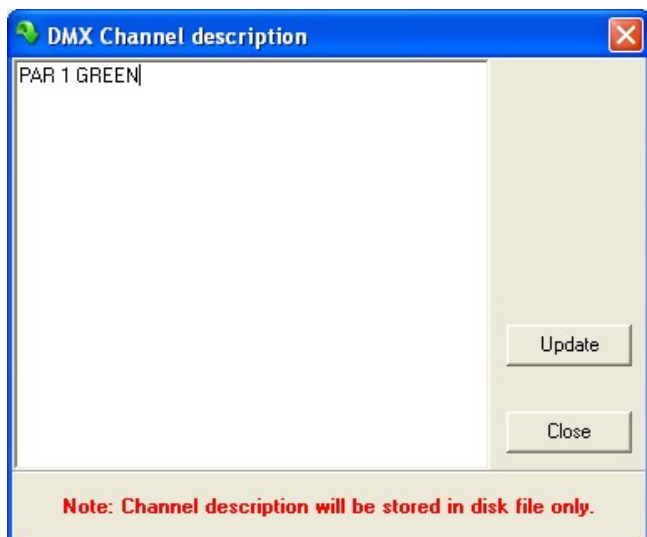 DMX Channel description
PAR 1 GREEN
Update
Close
Note: Channel description will be stored in disk file only.